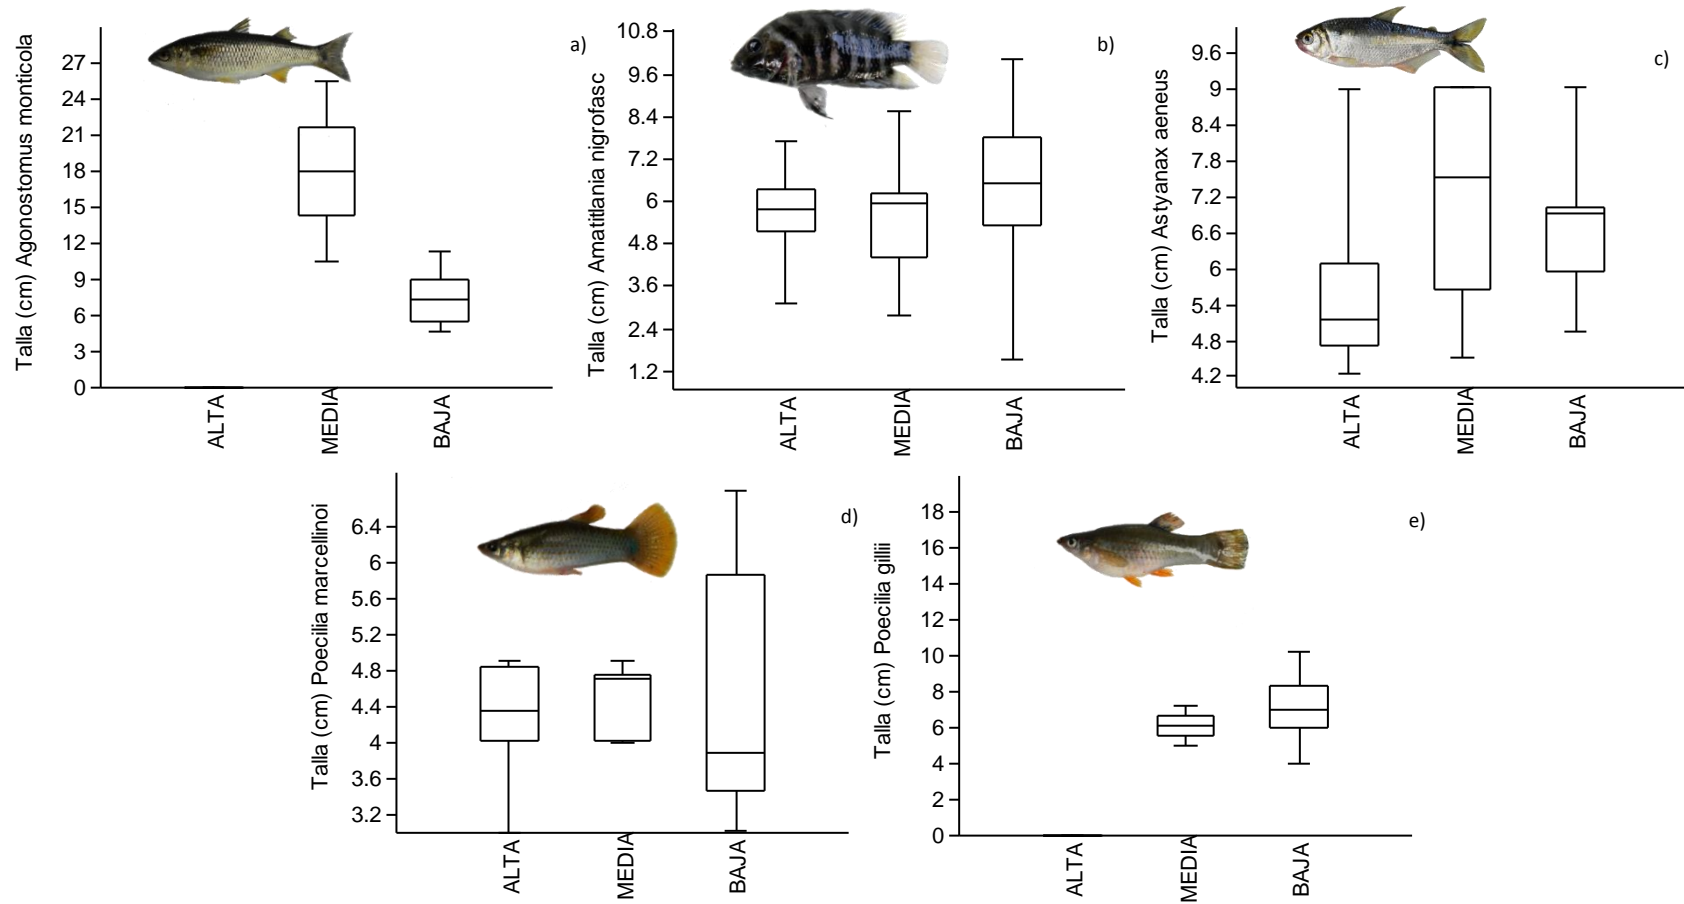 Talla (cm) Agonostomus monticola
27
24
21
18
15
12
9
6
3
0
ALTA
MEDIA
BAJA
a)
Talla (cm) Amatitlania nigrofasc
10.8
9.6
8.4
7.2
6
4.8
3.6
2.4
1.2
ALTA
MEDIA
BAJA
b)
Talla (cm) Astyanax aeneus
9.6
9
8.4
7.8
7.2
6.6
6
5.4
4.8
4.2
ALTA
MEDIA
BAJA
c)
Talla (cm) Poecilia marcellinoi
6.4
6
5.6
5.2
4.8
4.4
4
3.6
3.2
ALTA
MEDIA
BAJA
d)
Talla (cm) Poecilia gillii
18
16
14
12
10
8
6
4
2
0
ALTA
MEDIA
BAJA
e)